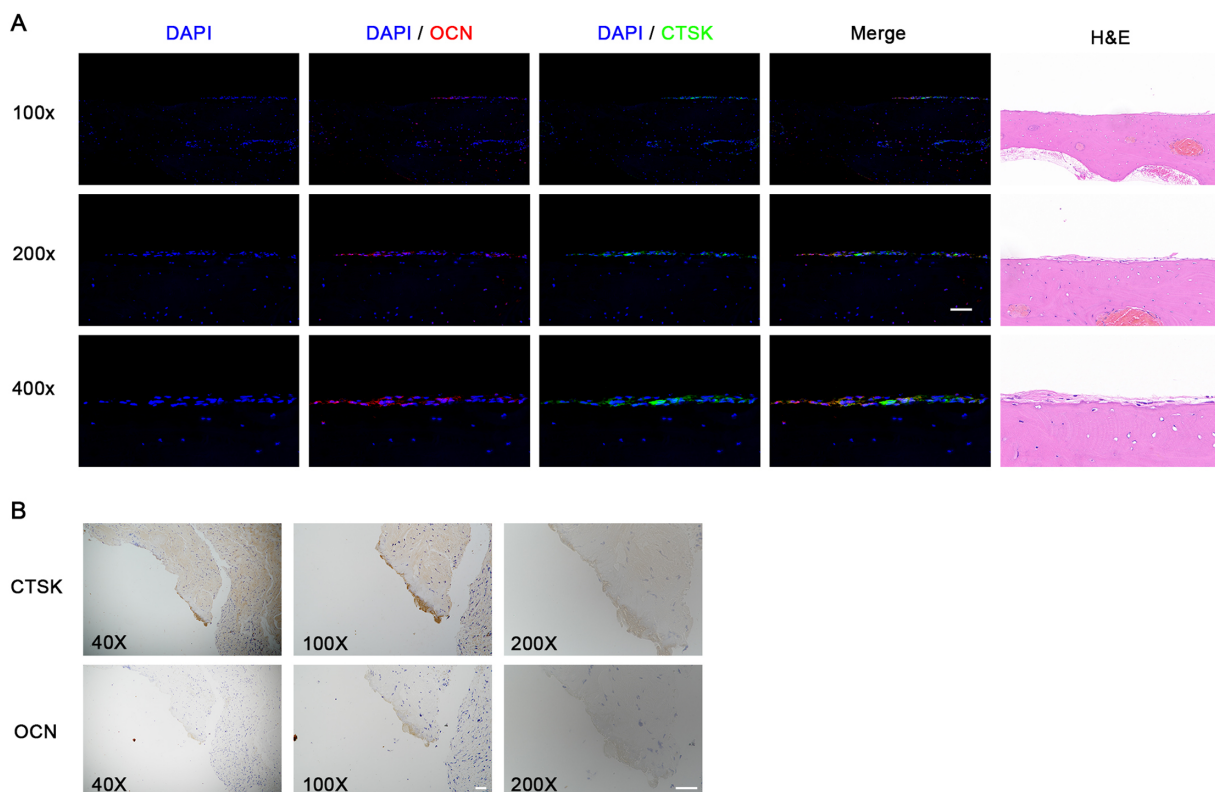 A
DAPI DAPI / OCN DAPI / CTSK Merge H&E
100x
200x
400x
B
CTSK 40X 100X 200X
OCN 40X 100X 200X